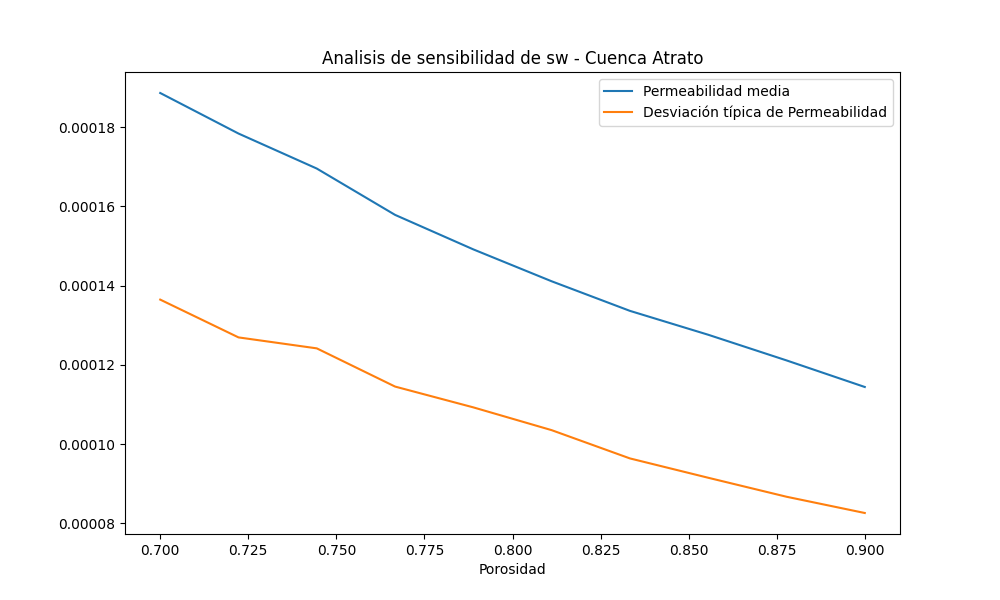 Analisis de sensibilidad de sw - Cuenca Atrato
Permeabilidad media
Desviación típica de Permeabilidad
0.00018
0.00016
0.00014
0.00012
0.00010
0.00008
0.700 0.725 0.750 0.775 0.800 0.825 0.850 0.875 0.900
Porosidad